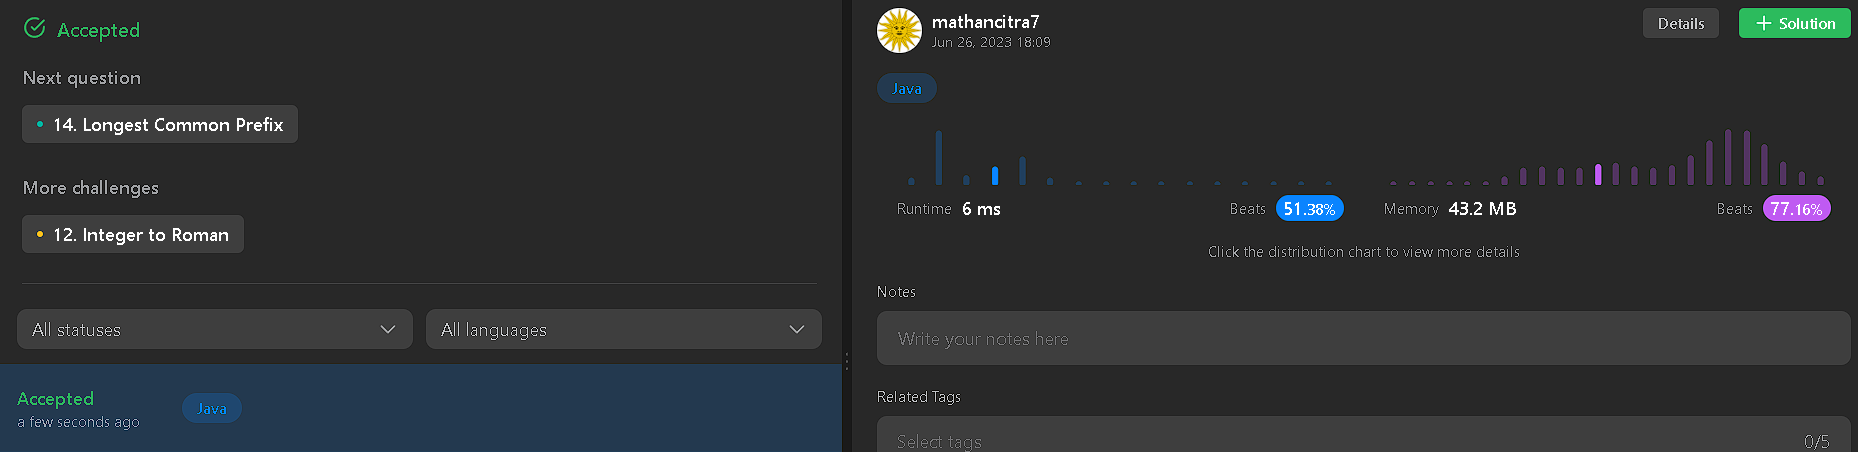 Accepted
Next question
14. Longest Common Prefix
More challenges
12. Integer to Roman
All statuses
All languages
Accepted
a few seconds ago
Java
mathancitra7
Jun 26, 2023 18:09
Details
Solution
Java
Runtime 6 ms
Beats 51.38%
Memory 43.2 MB
Beats 77.16%
Click the distribution chart to view more details
Notes
Write your notes here
Related Tags
Select tags
0/5